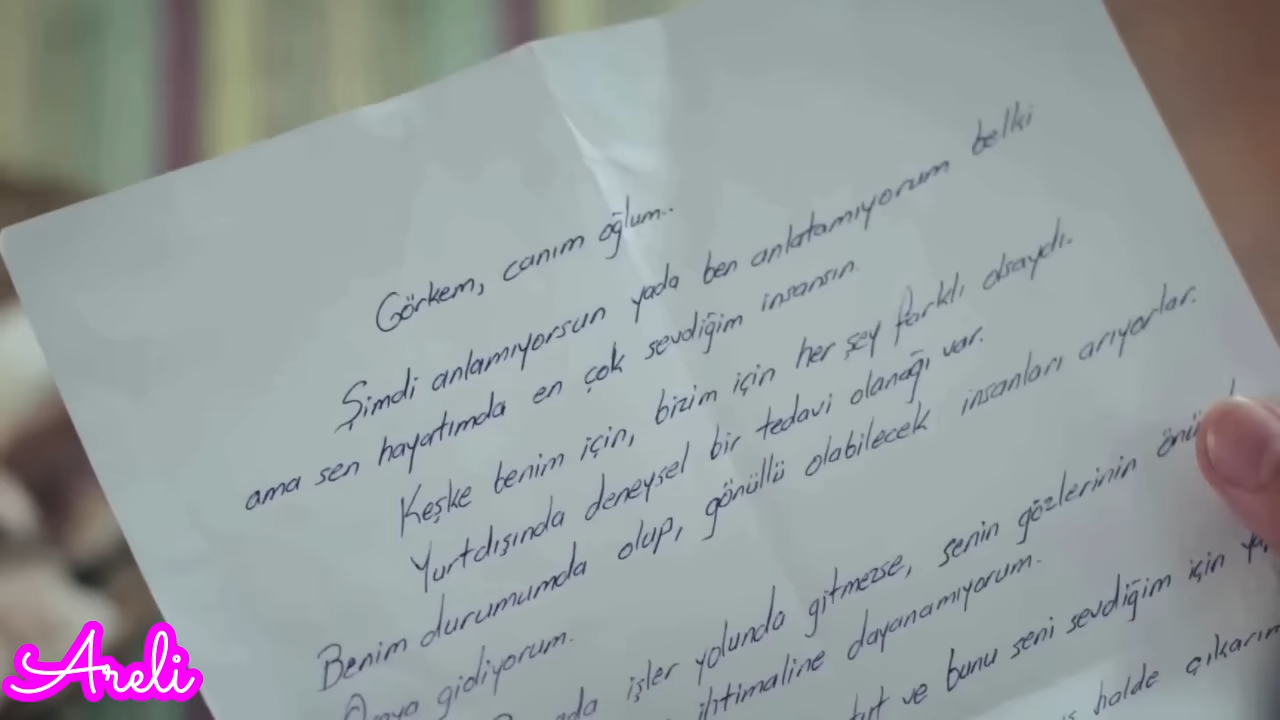 Görkem, canım oğlum..
Şimdi anlamıyorsun yada ben anlatamıyorum belki
ama sen hayatımda en çok sevdiğim insansın.
Keşke benim için, bizim için her şey farklı olsaydı.
Yurtdışında deneysel bir tedavi olanağı var.
Benim durumumda olup, gönüllü olabilecek insanları arıyorlar.
gidiyorum.
işler yolunda gitmezse, senin gözlerinin
ihtimaline dayanamıyorum.
ve bunu seni sevdiğim için
halde çıkarım
Areli